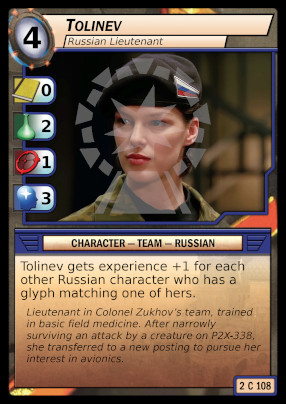 4
TOLINEV
Russian Lieutenant
0
2
1
3
CHARACTER — TEAM — RUSSIAN
Tolinev gets experience +1 for each
other Russian character who has a
glyph matching one of hers.
Lieutenant in Colonel Zukhov's team, trained
in basic field medicine. After narrowly
surviving an attack by a creature on P2X-338,
she transferred to a new posting to pursue her
interest in avionics.
2 C 108